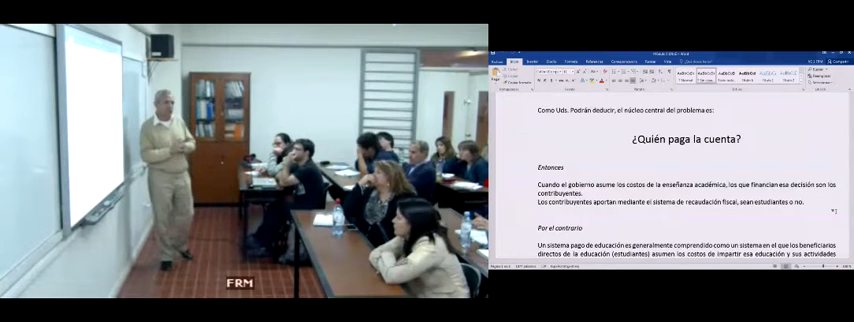 Como Uds. Podrán deducir, el núcleo central del problema es:
¿Quién paga la cuenta?
Entonces
Cuando el gobierno asume los costos de la enseñanza académica, los que financian esa decisión son los
contribuyentes.
Los contribuyentes aportan mediante el sistema de recaudación fiscal, sean estudiantes o no.
Por el contrario
Un sistema pago de educación es generalmente comprendido como un sistema en el que los beneficiarios
directos de la educación (estudiantes) asumen los costos de impartir esa educación y sus actividades
FRM